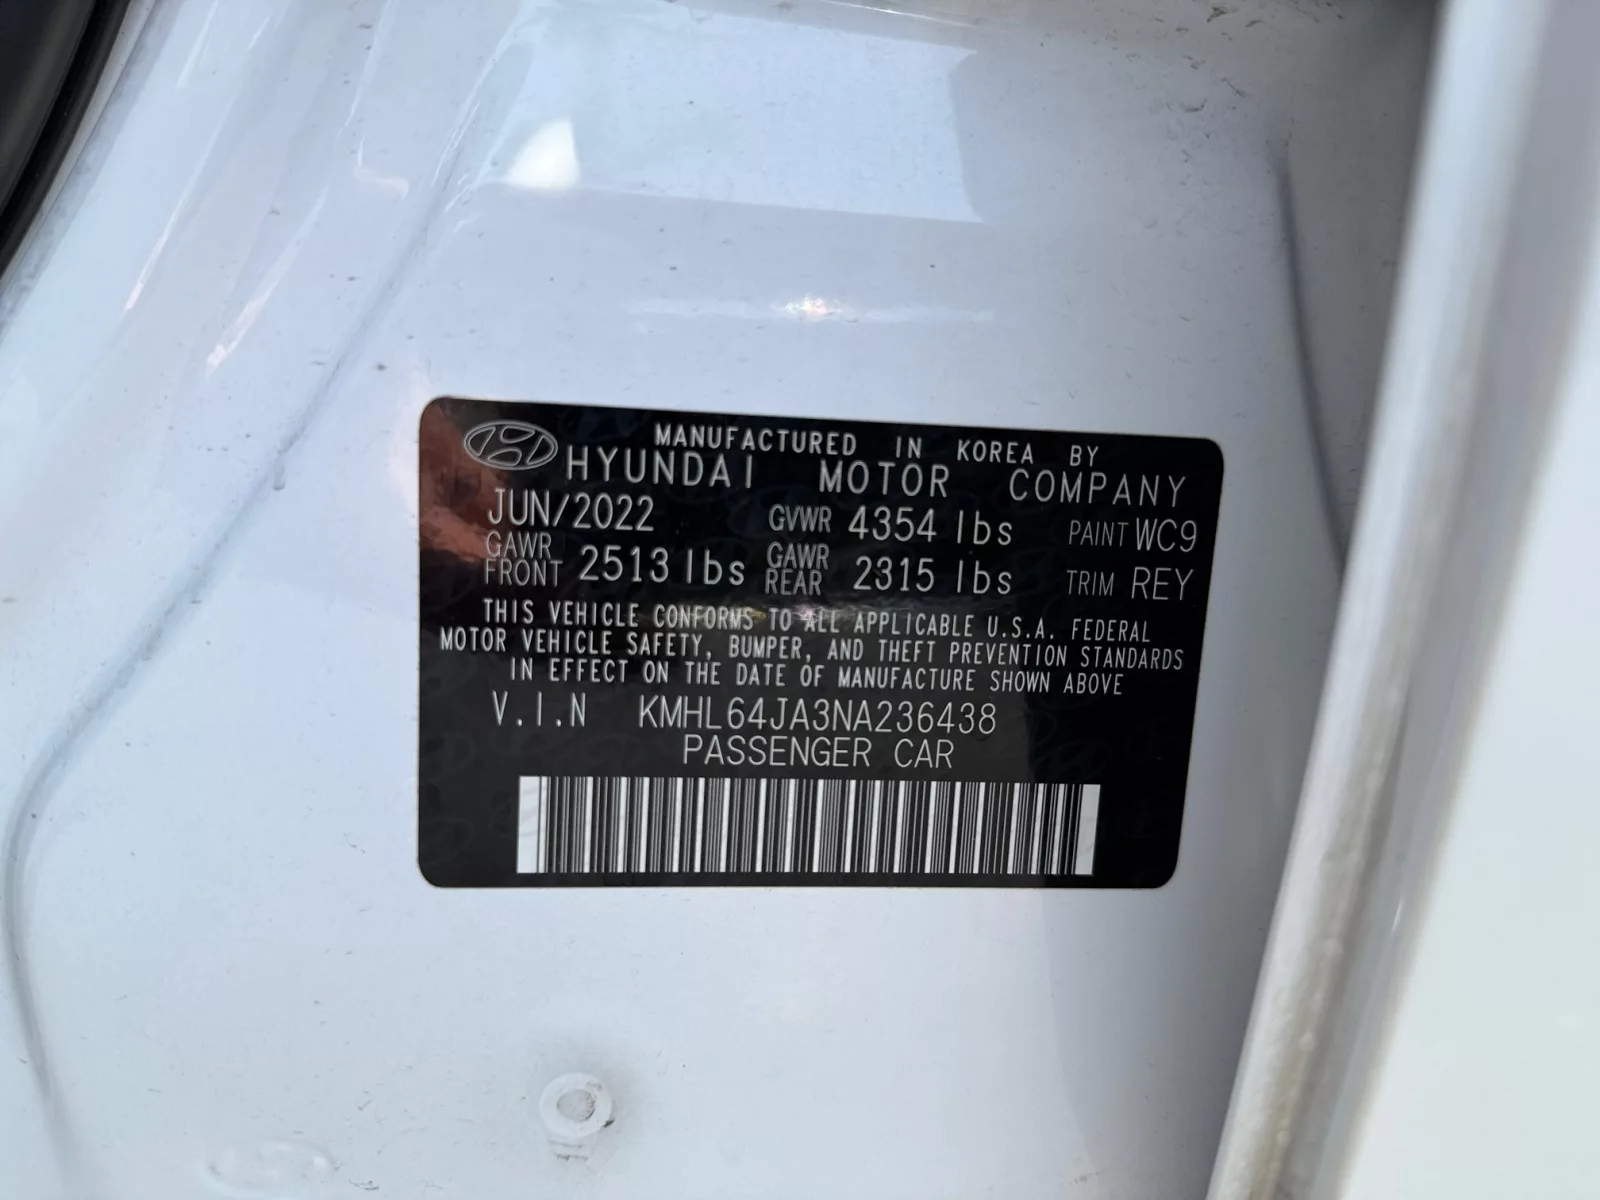 MANUFACTURED IN KOREA BY
HYUNDAI MOTOR COMPANY
JUN/2022 GVWR 4354 lbs PAINT WC9
GAWR FRONT 2513 lbs GAWR REAR 2315 lbs TRIM REY
THIS VEHICLE CONFORMS TO ALL APPLICABLE U.S.A. FEDERAL
MOTOR VEHICLE SAFETY, BUMPER, AND THEFT PREVENTION STANDARDS
IN EFFECT ON THE DATE OF MANUFACTURE SHOWN ABOVE
V.I.N KMHL64JA3NA236438
PASSENGER CAR